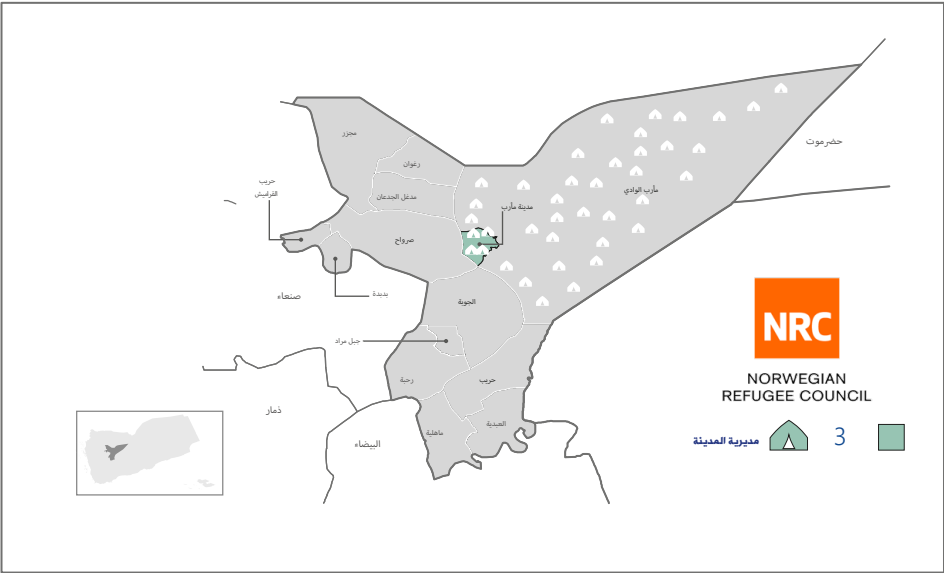 مجزر
رغوان
حضرموت
حريب
القراميش
مدغل الجدعان
مأرب الوادي
مدينة مأرب
صرواح
صنعاء
بدبدة
الجوبة
جبل مراد
رحبة
حريب
ذمار
العبدية
ماهلية
البيضاء
NRC
NORWEGIAN
REFUGEE COUNCIL
مديرية المدينة 3